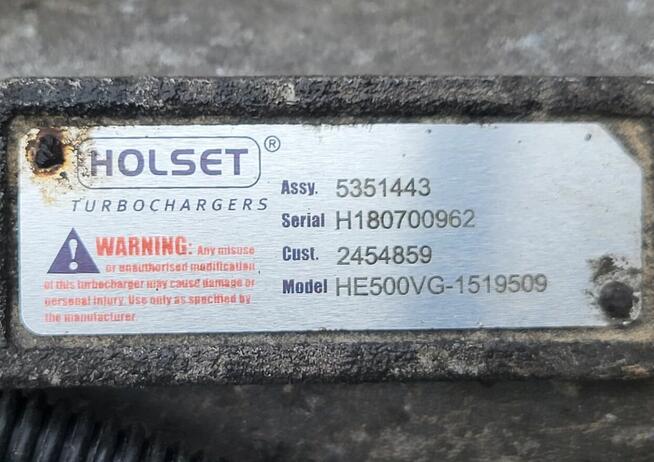 HOLSET®
TURBOCHARGERS
WARNING: Any misuse
or unauthorised modification
of this turbocharger may cause damage or
personal injury. Use only as specified by
the manufacturer.
Assy. 5351443
Serial H180700962
Cust. 2454859
Model HE500VG-1519509